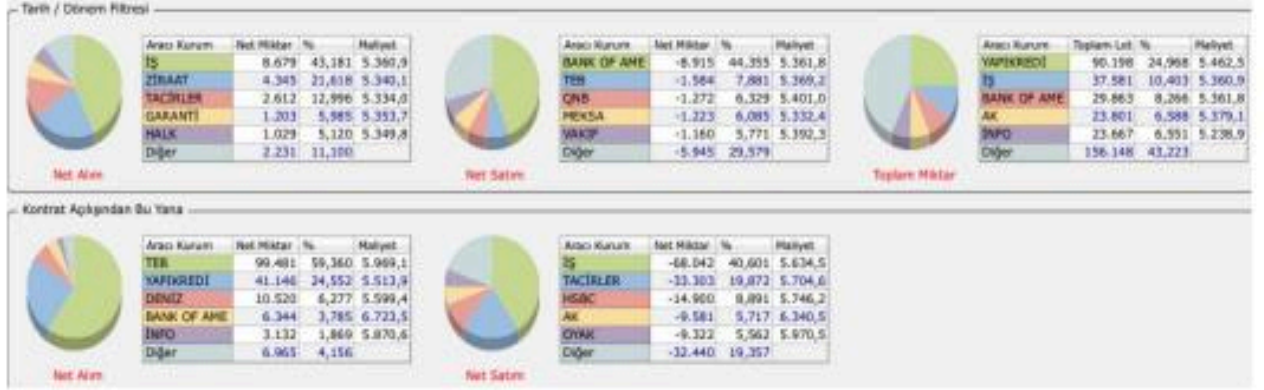 Tarih / Dönem Filtresi
Aracı Kurum Net Miktar % Maliyet
İŞ 8.679 43,181 5.360,9
ZİRAAT 4.345 21,618 5.340,1
TACİRLER 2.612 12,996 5.334,0
GARANTİ 1.203 5,985 5.353,7
HALK 1.029 5,120 5.349,8
Diğer 2.231 11,100
Net Alım
Aracı Kurum Net Miktar % Maliyet
BANK OF AME -8.915 44,355 5.361,8
TEB -1.584 7,881 5.369,2
QNB -1.272 6,329 5.401,0
MEKSA -1.223 6,085 5.332,4
VAKIF -1.160 5,771 5.392,3
Diğer -5.945 29,579
Net Satım
Aracı Kurum Toplam Lot % Maliyet
YAPIKREDİ 90.198 24,968 5.462,5
İŞ 37.581 10,403 5.360,9
BANK OF AME 29.863 8,266 5.361,8
AK 23.801 6,588 5.379,1
İNFO 23.667 6,551 5.238,9
Diğer 156.148 43,223
Toplam Miktar
Kontrat Açılışından Bu Yana
Aracı Kurum Net Miktar % Maliyet
TEB 99.481 59,360 5.969,1
YAPIKREDİ 41.146 24,552 5.513,9
DENİZ 10.520 6,277 5.599,4
BANK OF AME 6.344 3,785 6.723,5
İNFO 3.132 1,869 5.870,6
Diğer 6.965 4,156
Net Alım
Aracı Kurum Net Miktar % Maliyet
İŞ -68.042 40,601 5.634,5
TACİRLER -33.303 19,872 5.704,6
HSBC -14.900 8,891 5.746,2
AK -9.581 5,717 6.340,5
OYAK -9.322 5,562 5.970,5
Diğer -32.440 19,357
Net Satım